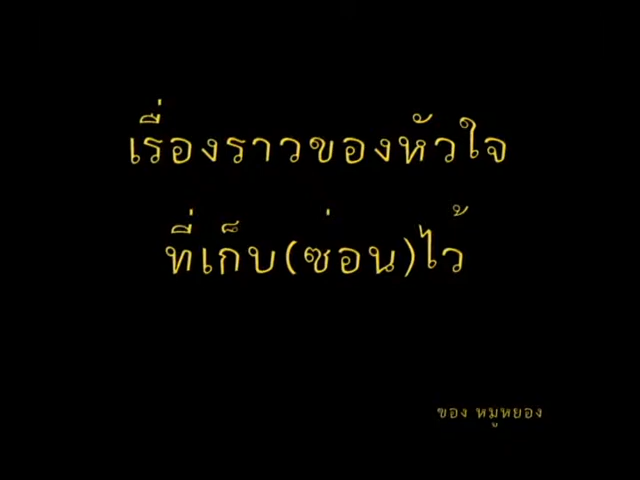 เรื่องราวของหัวใจ
ที่เก็บ(ซ่อน)ไว้
ของ หมูหยอง